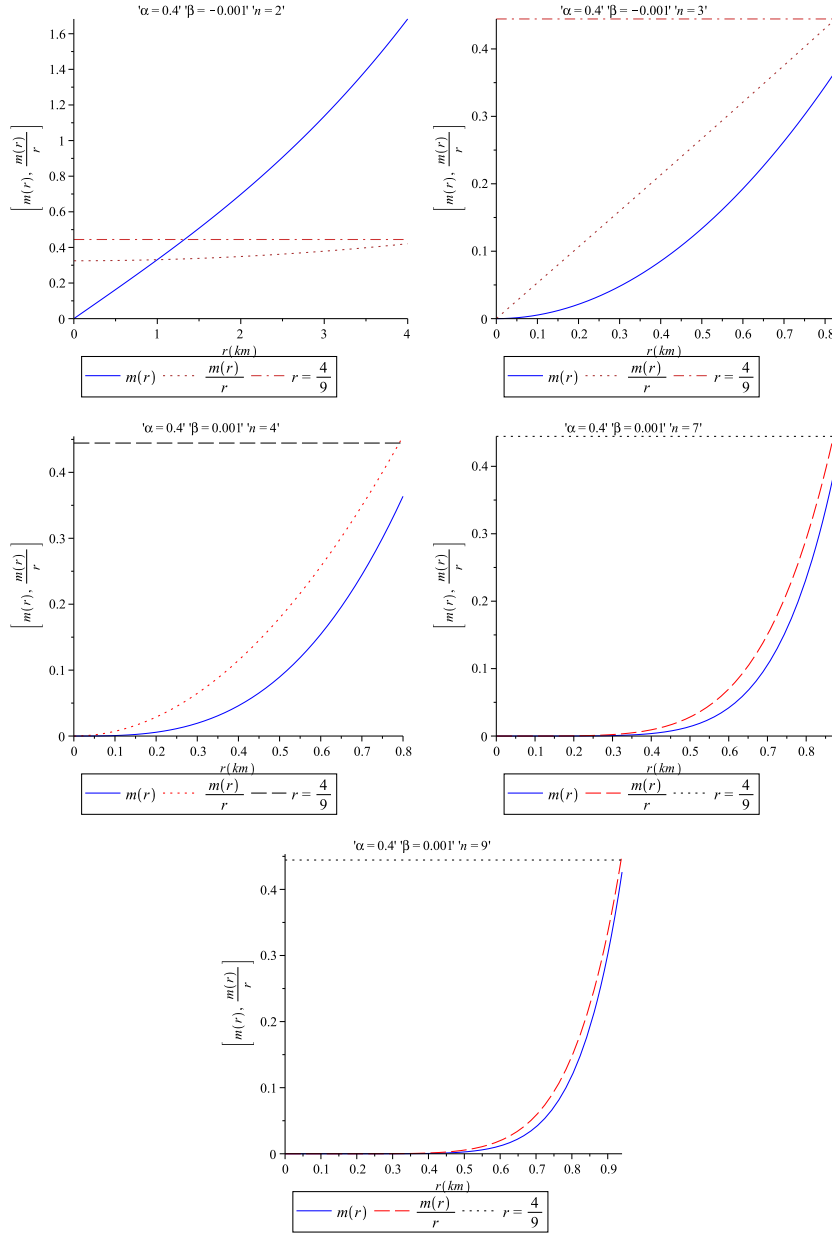 'α = 0.4' 'β = −0.001' 'n = 2'
1.6
1.4
1.2
1
0.8
0.6
0.4
0.2
0
[m(r), m(r)/r]
0 1 2 3 4
r(km)
m(r) m(r)/r r = 4/9
'α = 0.4' 'β = −0.001' 'n = 3'
0.4
0.3
0.2
0.1
0
[m(r), m(r)/r]
0 0.1 0.2 0.3 0.4 0.5 0.6 0.7 0.8
r(km)
m(r) m(r)/r r = 4/9
'α = 0.4' 'β = 0.001' 'n = 4'
0.4
0.3
0.2
0.1
0
[m(r), m(r)/r]
0 0.1 0.2 0.3 0.4 0.5 0.6 0.7 0.8
r(km)
m(r) m(r)/r r = 4/9
'α = 0.4' 'β = 0.001' 'n = 7'
0.4
0.3
0.2
0.1
0
[m(r), m(r)/r]
0 0.1 0.2 0.3 0.4 0.5 0.6 0.7 0.8
r(km)
m(r) m(r)/r r = 4/9
'α = 0.4' 'β = 0.001' 'n = 9'
0.4
0.3
0.2
0.1
0
[m(r), m(r)/r]
0 0.1 0.2 0.3 0.4 0.5 0.6 0.7 0.8 0.9
r(km)
m(r) m(r)/r r = 4/9